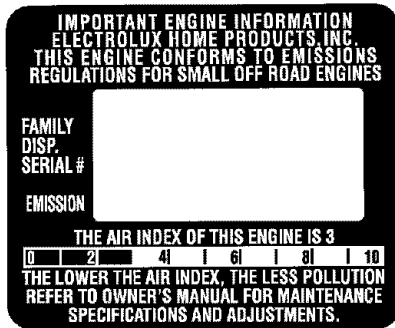 IMPORTANT ENGINE INFORMATION
ELECTROLUX HOME PRODUCTS, INC.
THIS ENGINE CONFORMS TO EMISSIONS
REGULATIONS FOR SMALL OFF ROAD ENGINES
FAMILY
DISP.
SERIAL #
EMISSION
THE AIR INDEX OF THIS ENGINE IS 3
0 2 4 6 8 10
THE LOWER THE AIR INDEX, THE LESS POLLUTION
REFER TO OWNER'S MANUAL FOR MAINTENANCE
SPECIFICATIONS AND ADJUSTMENTS.